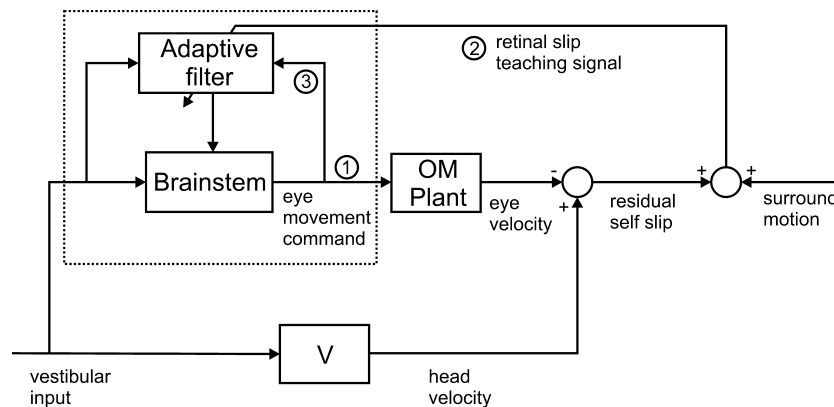 Adaptive
filter
②
retinal slip
teaching signal
③
Brainstem
①
eye
movement
command
OM
Plant
-
+
eye
velocity
residual
self slip
+
+
surround
motion
V
vestibular
input
head
velocity